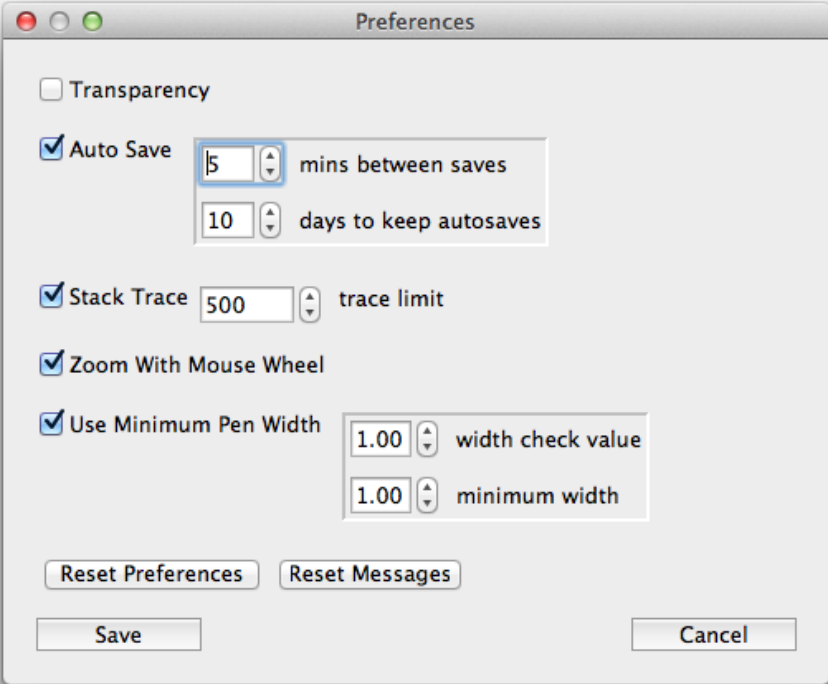 Preferences
Transparency
Auto Save 5 mins between saves
10 days to keep autosaves
Stack Trace 500 trace limit
Zoom With Mouse Wheel
Use Minimum Pen Width 1.00 width check value
1.00 minimum width
Reset Preferences Reset Messages
Save Cancel